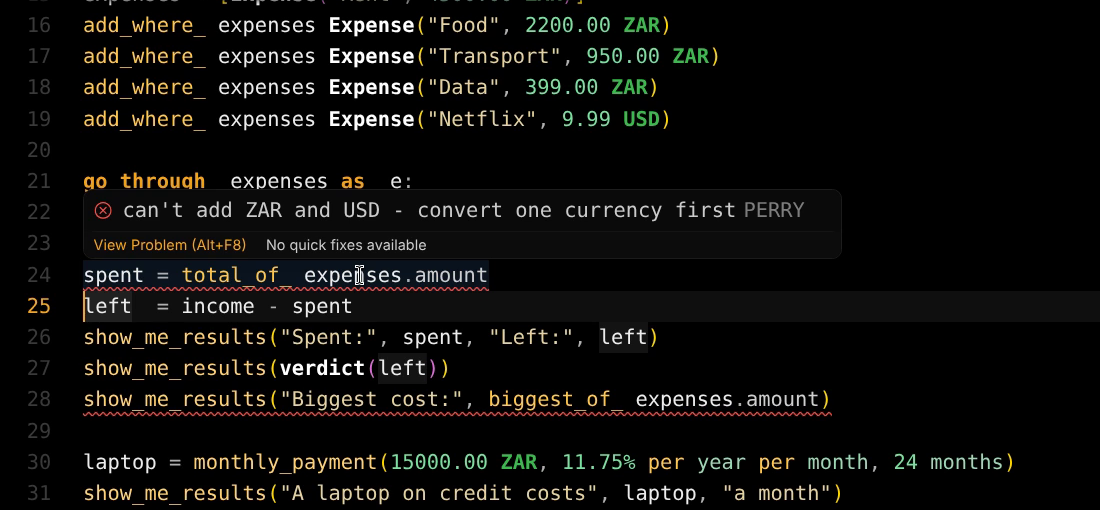 16 add_where_ expenses Expense("Food", 2200.00 ZAR)
17 add_where_ expenses Expense("Transport", 950.00 ZAR)
18 add_where_ expenses Expense("Data", 399.00 ZAR)
19 add_where_ expenses Expense("Netflix", 9.99 USD)
20
21 go through_ expenses as_ e:
22 can't add ZAR and USD - convert one currency first PERRY
23 View Problem (Alt+F8) No quick fixes available
24 spent = total_of_ expenses.amount
25 left = income - spent
26 show_me_results("Spent:", spent, "Left:", left)
27 show_me_results(verdict(left))
28 show_me_results("Biggest cost:", biggest_of_ expenses.amount)
29
30 laptop = monthly_payment(15000.00 ZAR, 11.75% per year per month, 24 months)
31 show_me_results("A laptop on credit costs", laptop, "a month")